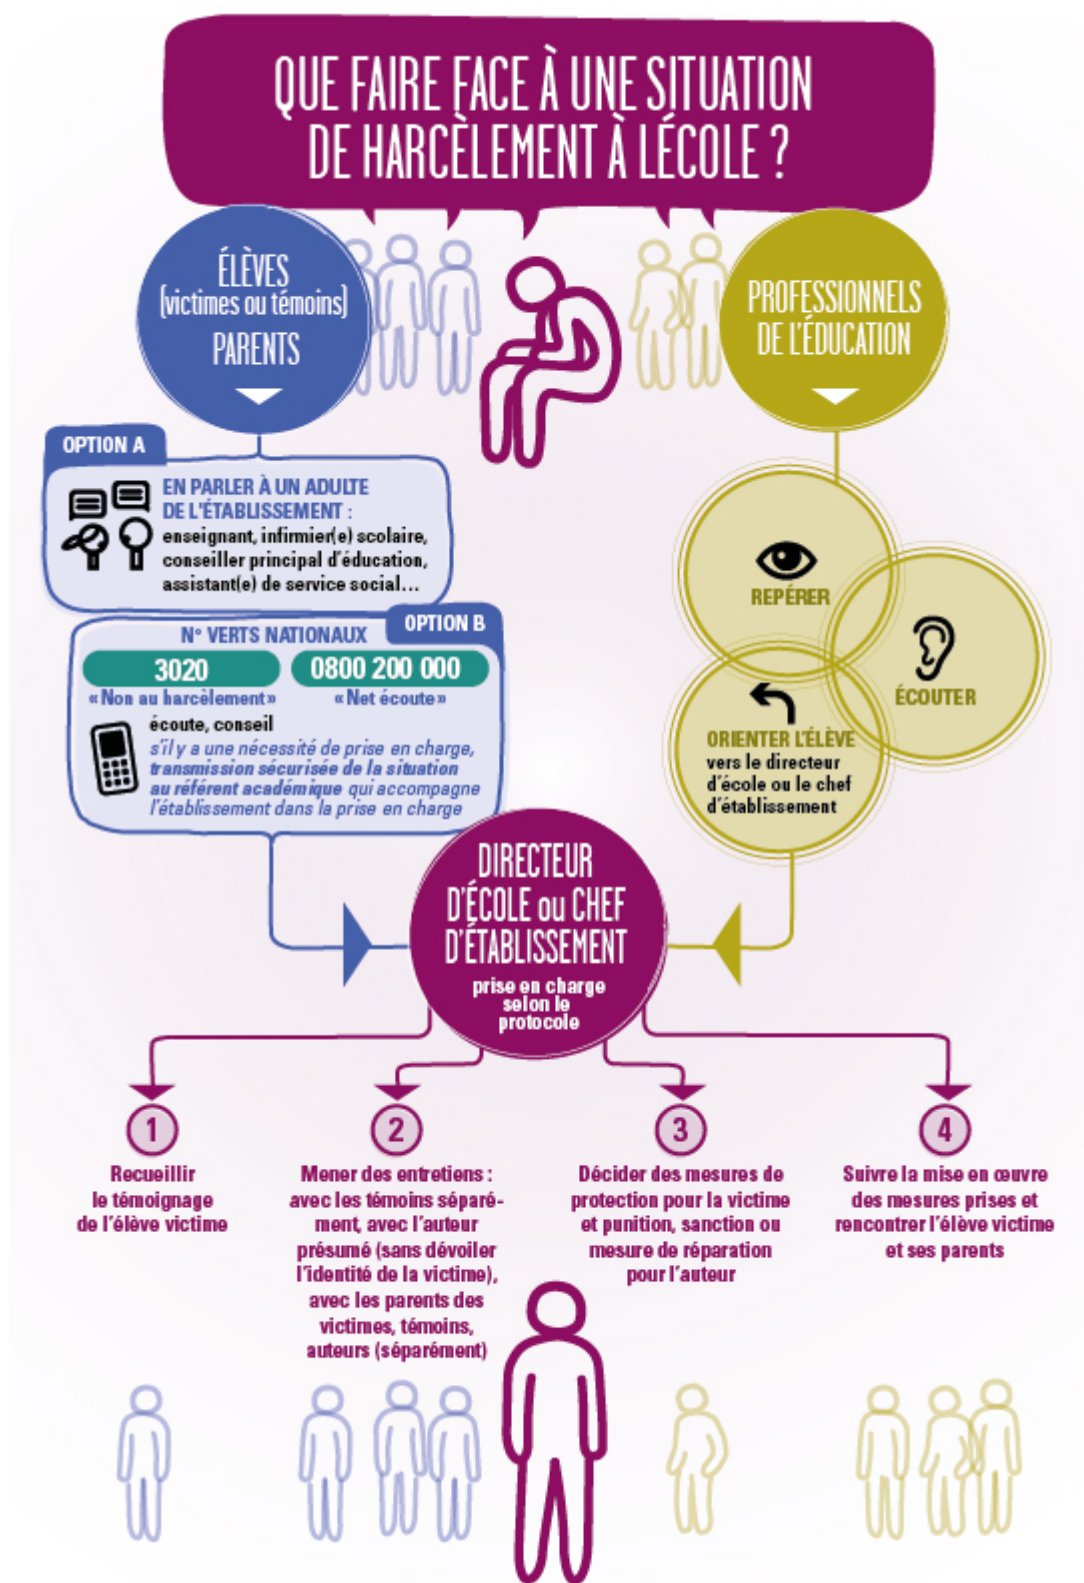 QUE FAIRE FACE À UNE SITUATION
DE HARCÈLEMENT À LÉCOLE ?
ÉLÈVES
(victimes ou témoins)
PARENTS
PROFESSIONNELS
DE L'ÉDUCATION
OPTION A
EN PARLER À UN ADULTE
DE L'ÉTABLISSEMENT :
enseignant, infirmier(e) scolaire,
conseiller principal d'éducation,
assistant(e) de service social...
OPTION B
N° VERTS NATIONAUX
3020
0800 200 000
«Non au harcèlement»
«Net écoute»
écoute, conseil
s'il y a une nécessité de prise en charge,
transmission sécurisée de la situation
au référent académique qui accompagne
l'établissement dans la prise en charge
REPÉRER
ÉCOUTER
ORIENTER L'ÉLÈVE
vers le directeur
d'école ou le chef
d'établissement
DIRECTEUR
D'ÉCOLE ou CHEF
D'ÉTABLISSEMENT
prise en charge
selon le
protocole
1
Recueillir
le témoignage
de l'élève victime
2
Mener des entretiens :
avec les témoins séparé-
ment, avec l'auteur
présumé (sans dévoiler
l'identité de la victime),
avec les parents des
victimes, témoins,
auteurs (séparément)
3
Décider des mesures de
protection pour la victime
et punition, sanction ou
mesure de réparation
pour l'auteur
4
Suivre la mise en œuvre
des mesures prises et
rencontrer l'élève victime
et ses parents